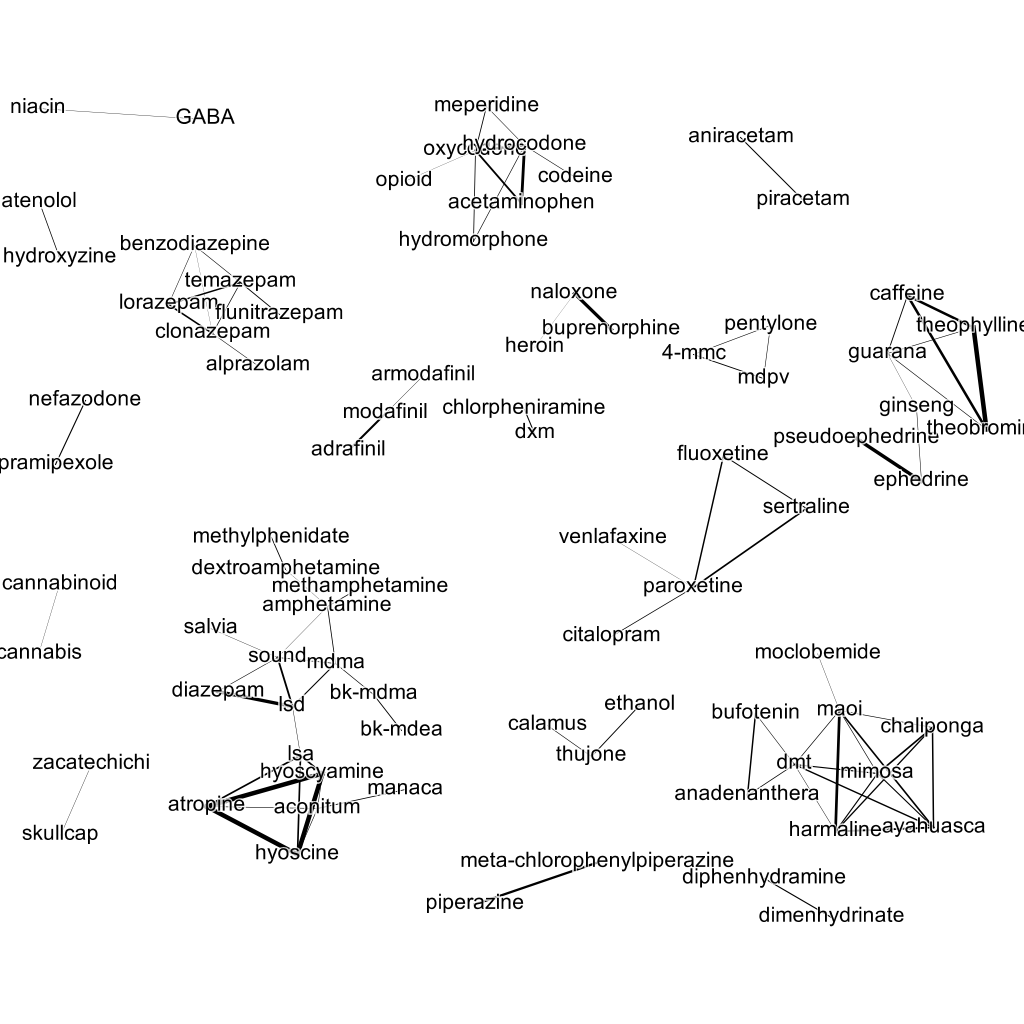 meperidine
niacin
GABA
aniracetam
hydrocodone
oxycodone
codeine
opioid
piracetam
atenolol
acetaminophen
hydromorphone
benzodiazepine
hydroxyzine
temazepam
naloxone
caffeine
lorazepam
flunitrazepam
clonazepam
buprenorphine
pentylone
theophylline
heroin
4-mmc
guarana
alprazolam
armodafinil
mdpv
nefazodone
modafinil
chlorpheniramine
ginseng
dxm
pseudoephedrine
theobromin
adrafinil
fluoxetine
pramipexole
ephedrine
sertraline
methylphenidate
venlafaxine
dextroamphetamine
cannabinoid
methamphetamine
paroxetine
amphetamine
salvia
citalopram
cannabis
sound
mdma
moclobemide
diazepam
bk-mdma
lsd
ethanol
bufotenin
maoi
calamus
chaliponga
bk-mdea
lsa
thujone
zacatechichi
hyoscyamine
dmt
mimosa
manaca
anadenanthera
atropine
aconitum
skullcap
harmaline
ayahuasca
hyoscine
meta-chlorophenylpiperazine
diphenhydramine
piperazine
dimenhydrinate